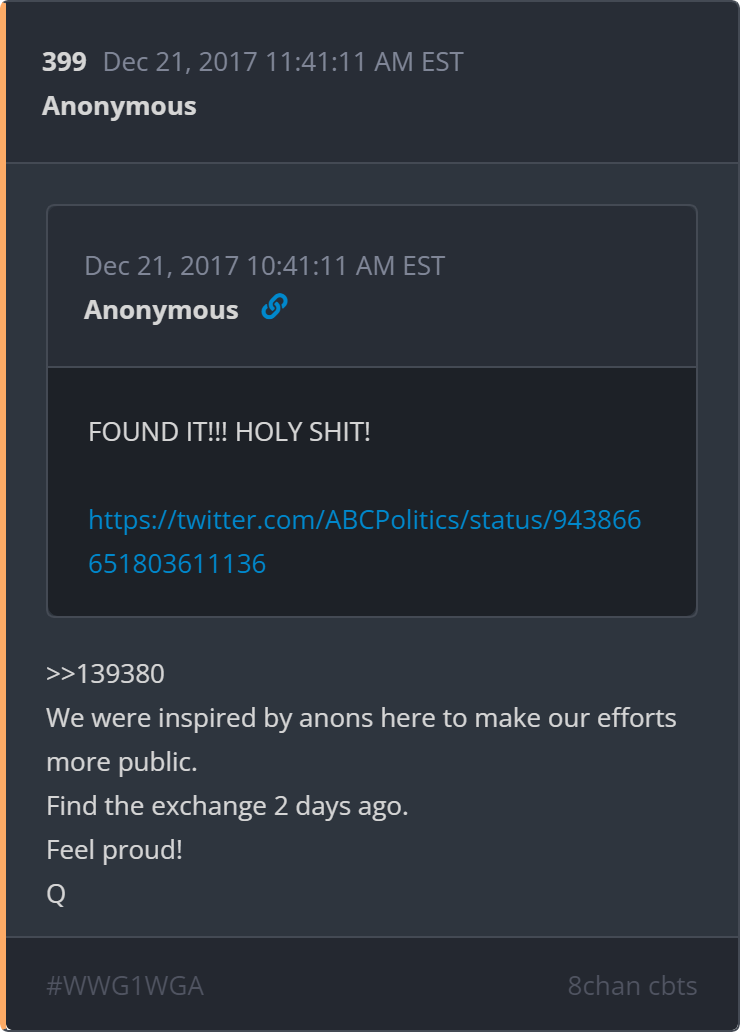 399 Dec 21, 2017 11:41:11 AM EST
Anonymous
Dec 21, 2017 10:41:11 AM EST
Anonymous
FOUND IT!!! HOLY SHIT!
https://twitter.com/ABCPolitics/status/943866
651803611136
>>139380
We were inspired by anons here to make our efforts
more public.
Find the exchange 2 days ago.
Feel proud!
Q
#WWG1WGA 8chan cbts